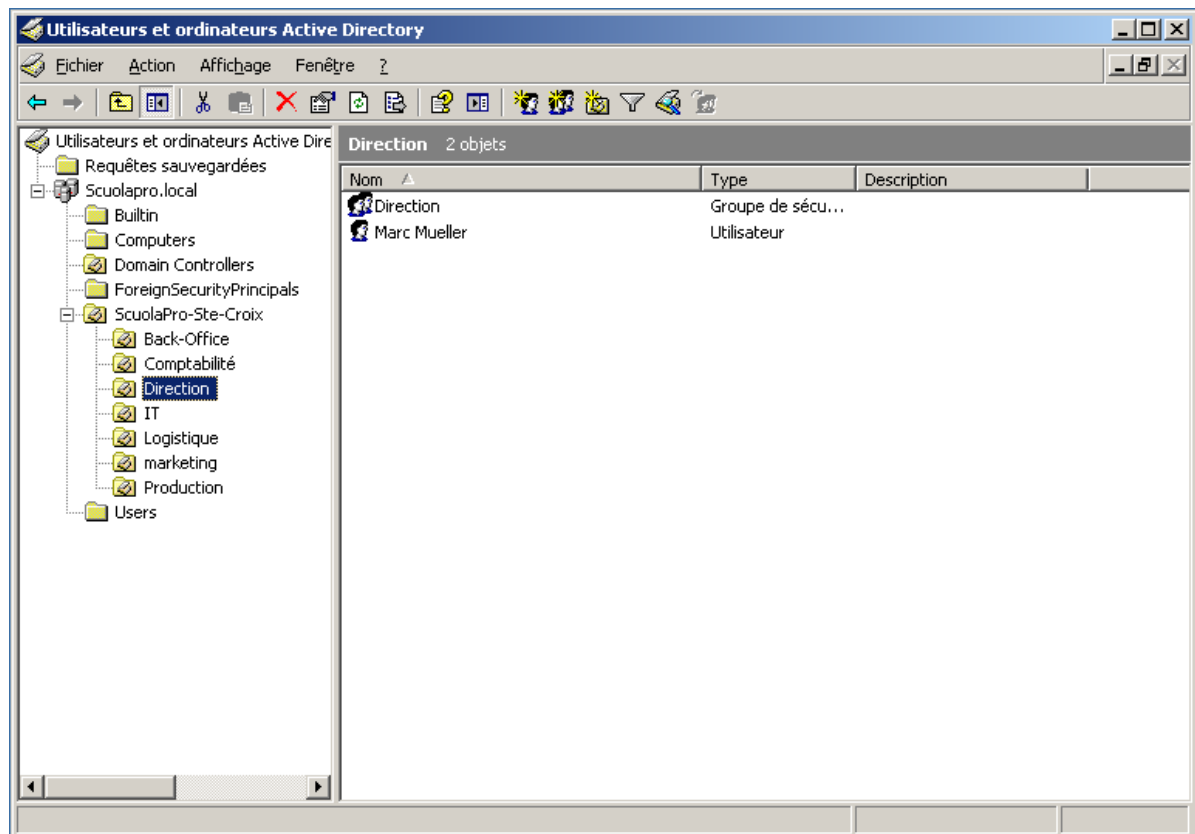 Utilisateurs et ordinateurs Active Directory
Fichier Action Affichage Fenêtre ?
Utilisateurs et ordinateurs Active Dire
Requêtes sauvegardées
Scuolapro.local
Builtin
Computers
Domain Controllers
ForeignSecurityPrincipals
ScuolaPro-Ste-Croix
Back-Office
Comptabilité
Direction
IT
Logistique
marketing
Production
Users
Direction 2 objets
Nom Type Description
Direction Groupe de sécu...
Marc Mueller Utilisateur